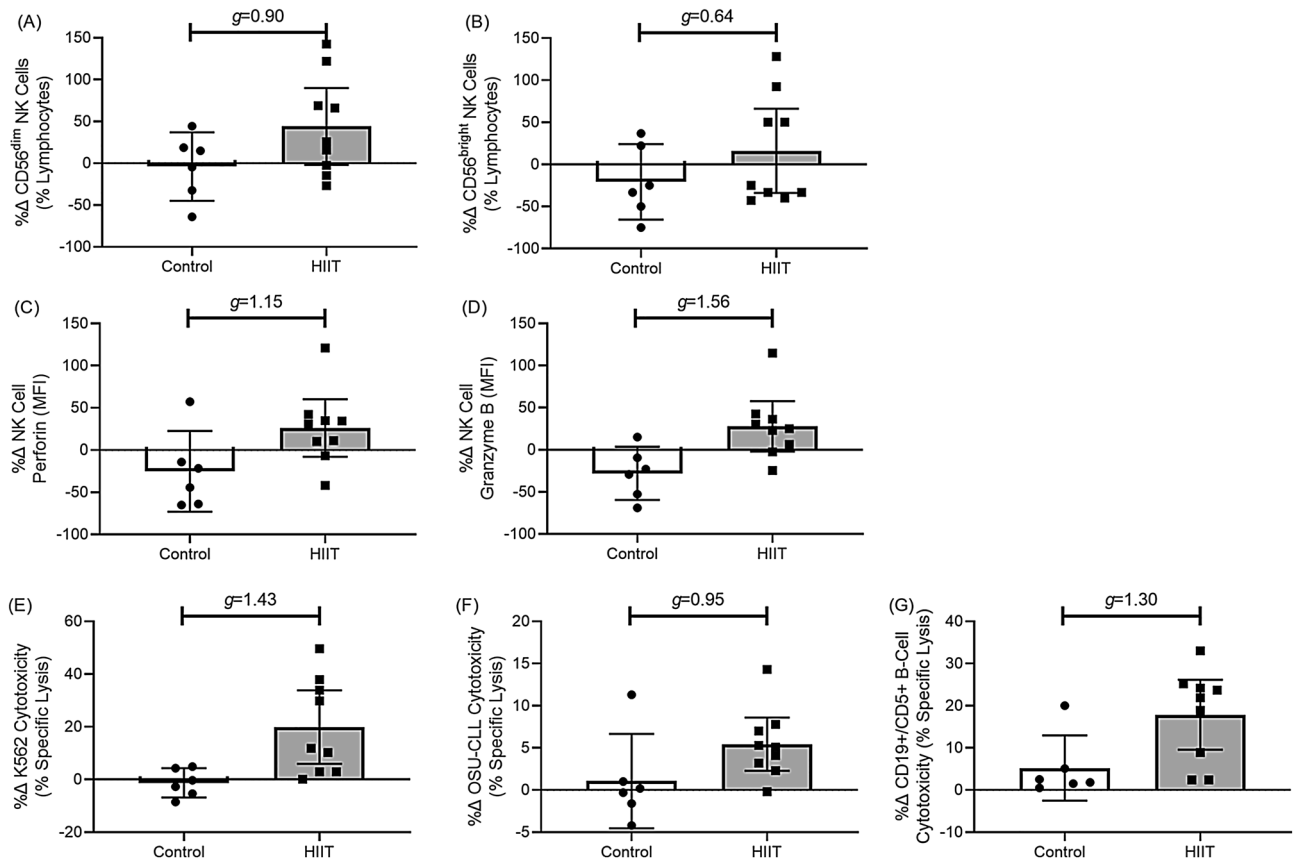 (A)
g=0.90
%Δ CD56dim NK Cells
(% Lymphocytes)
150
100
50
0
-50
-100
Control
HIIT
(B)
g=0.64
%Δ CD56bright NK Cells
(% Lymphocytes)
150
100
50
0
-50
-100
Control
HIIT
(C)
g=1.15
%Δ NK Cell
Perforin (MFI)
150
100
50
0
-50
-100
Control
HIIT
(D)
g=1.56
%Δ NK Cell
Granzyme B (MFI)
150
100
50
0
-50
-100
Control
HIIT
(E)
g=1.43
%Δ K562 Cytotoxicity
(% Specific Lysis)
60
40
20
0
-20
Control
HIIT
(F)
g=0.95
%Δ OSU-CLL Cytotoxicity
(% Specific Lysis)
20
15
10
5
0
-5
Control
HIIT
(G)
g=1.30
%Δ CD19+/CD5+ B-Cell
Cytotoxicity (% Specific Lysis)
40
30
20
10
0
-10
Control
HIIT